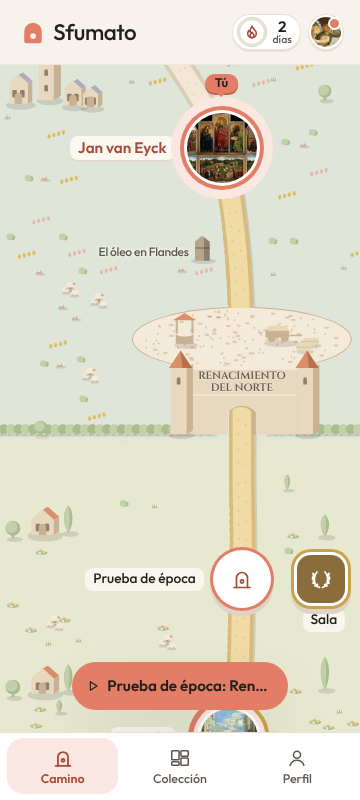 Sfumato
2
días
Tú
Jan van Eyck
El óleo en Flandes
RENACIMIENTO
DEL NORTE
Prueba de época
Sala
Prueba de época: Ren...
Camino
Colección
Perfil